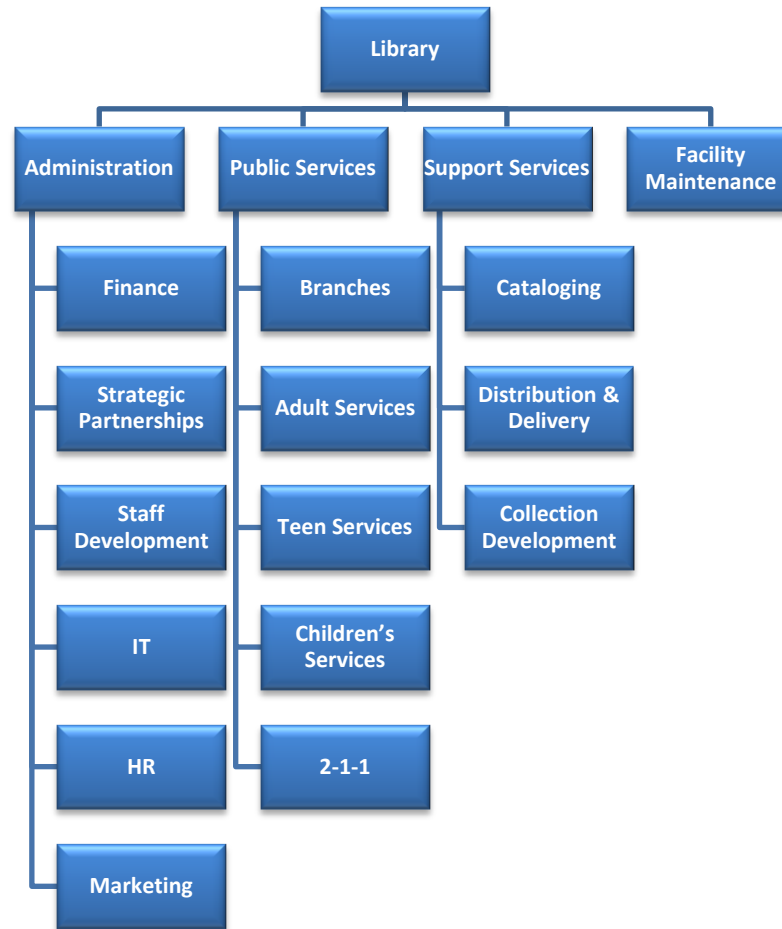 Library
Administration
Public Services
Support Services
Facility
Maintenance
Finance
Strategic
Partnerships
Staff
Development
IT
HR
Marketing
Branches
Adult Services
Teen Services
Children’s
Services
2-1-1
Cataloging
Distribution &
Delivery
Collection
Development